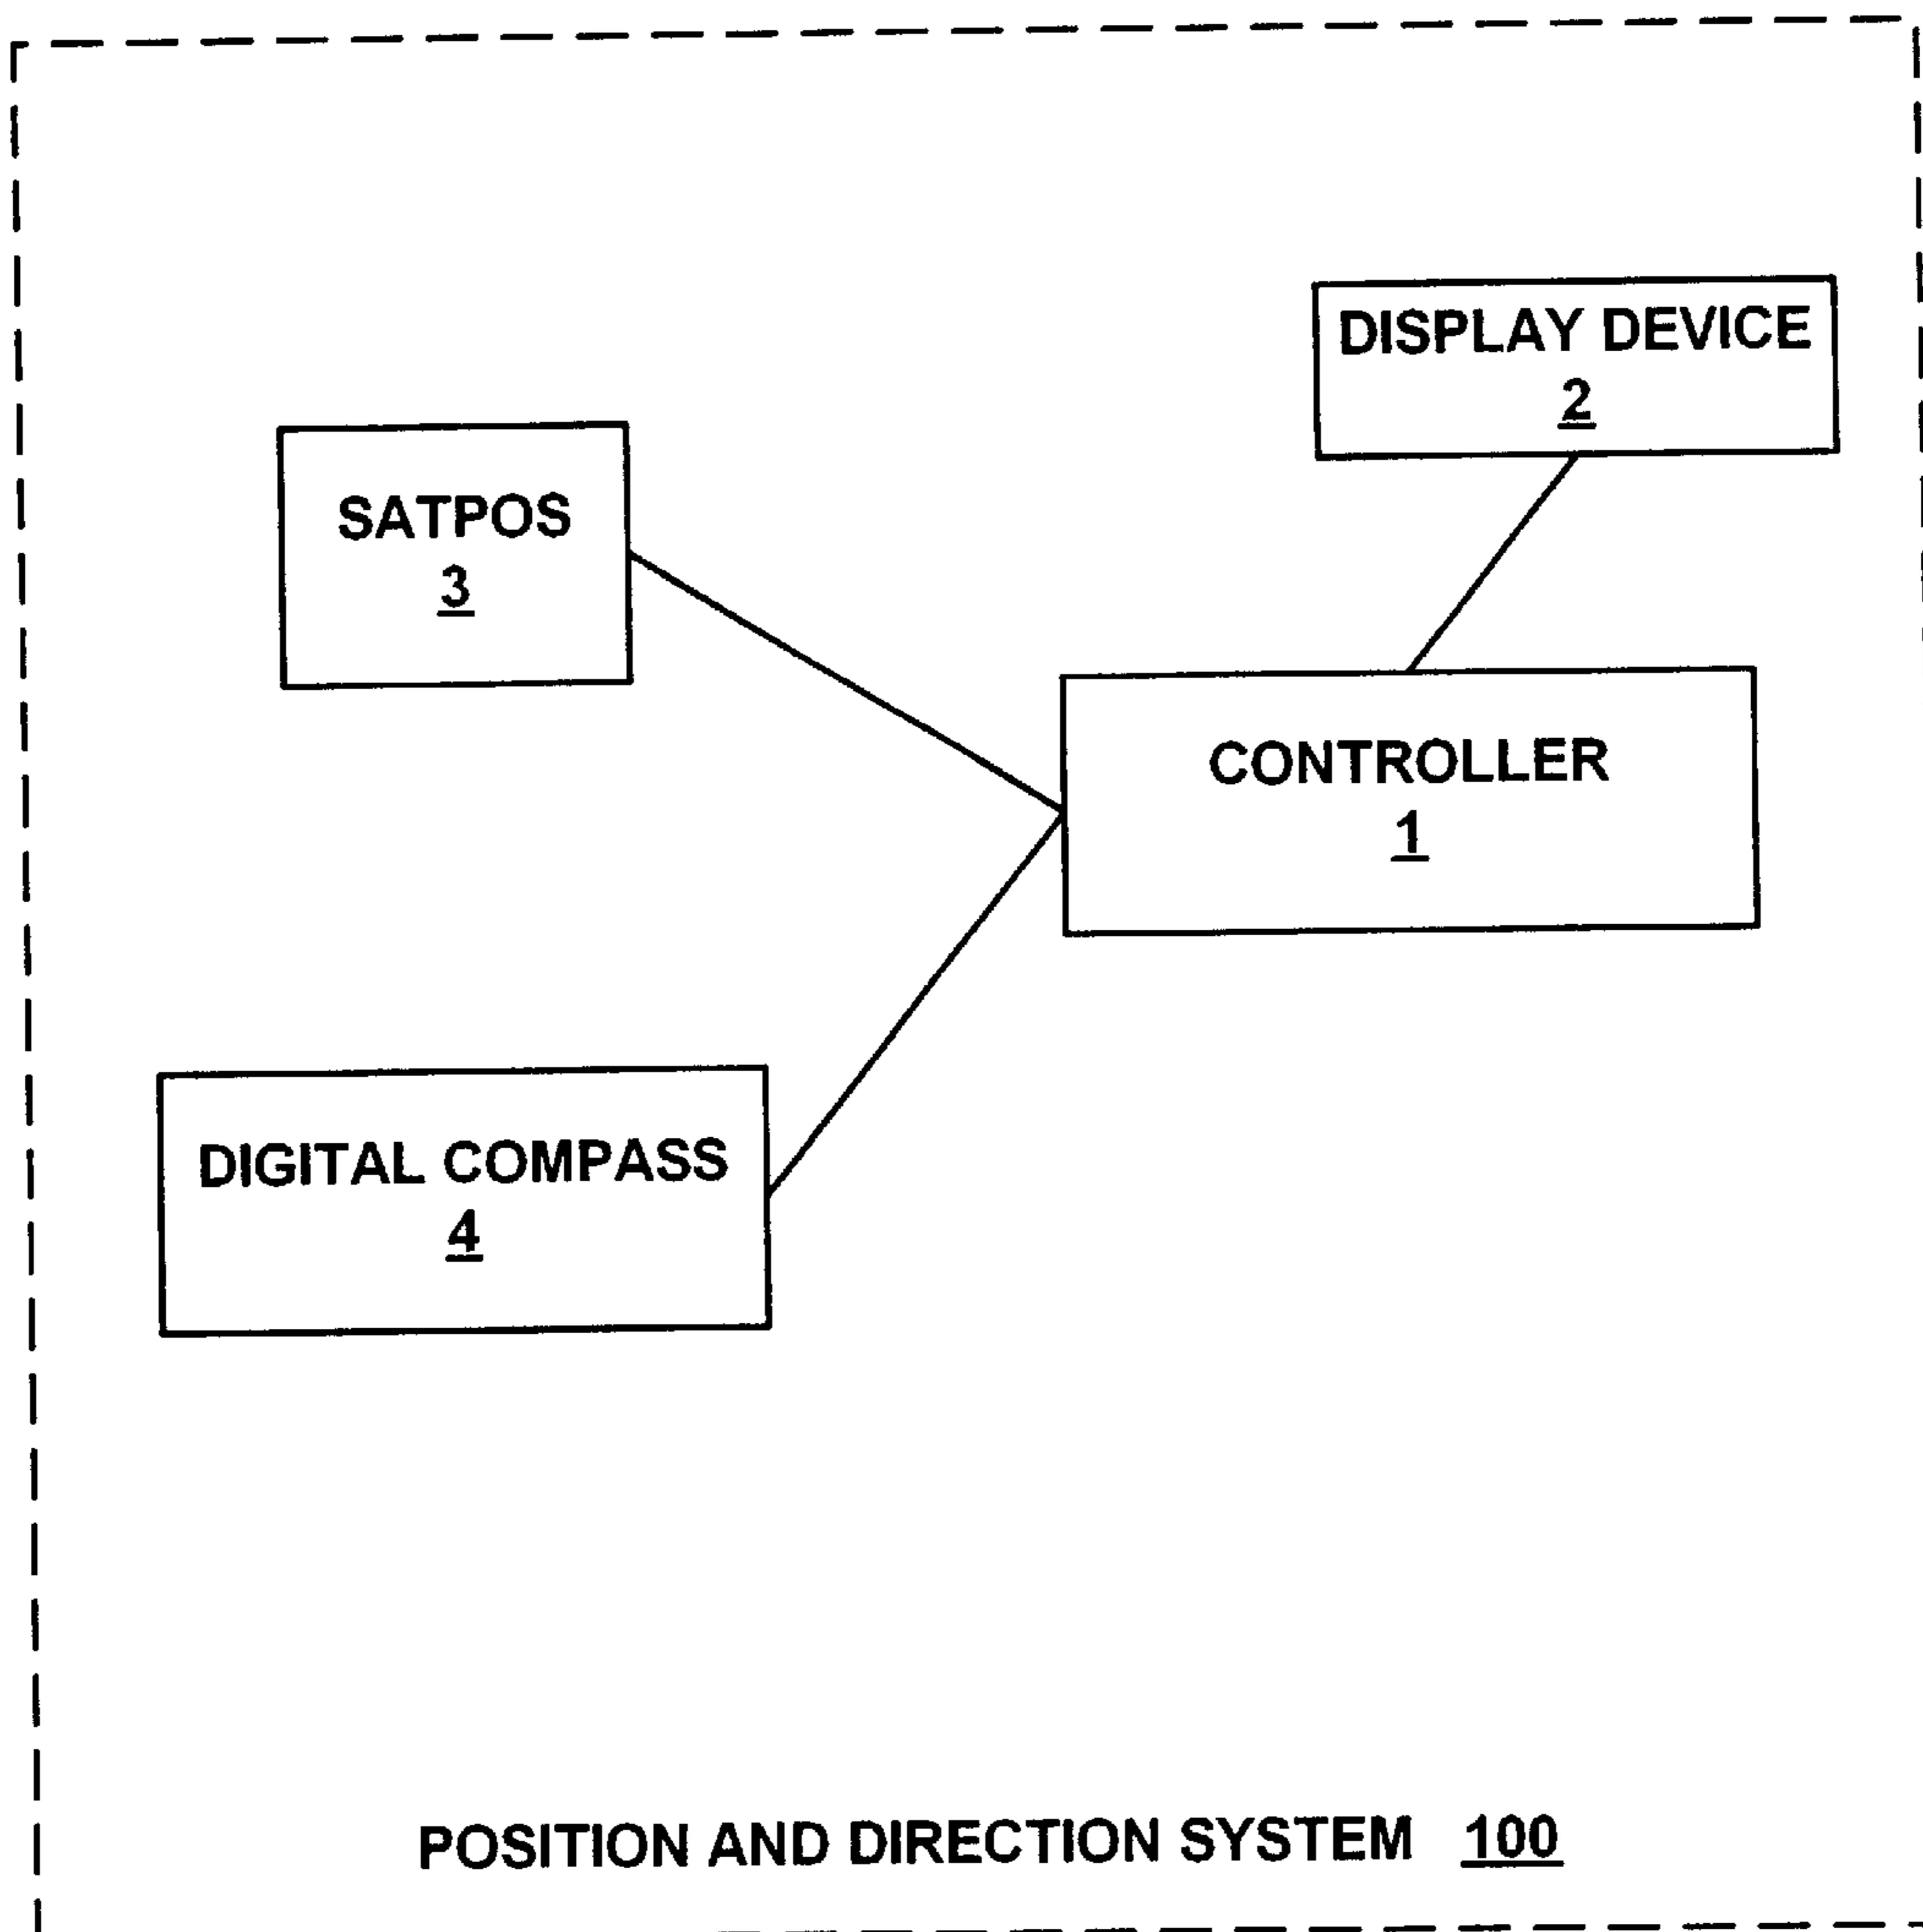 DISPLAY DEVICE
2
SATPOS
3
CONTROLLER
1
DIGITAL COMPASS
4
POSITION AND DIRECTION SYSTEM 100